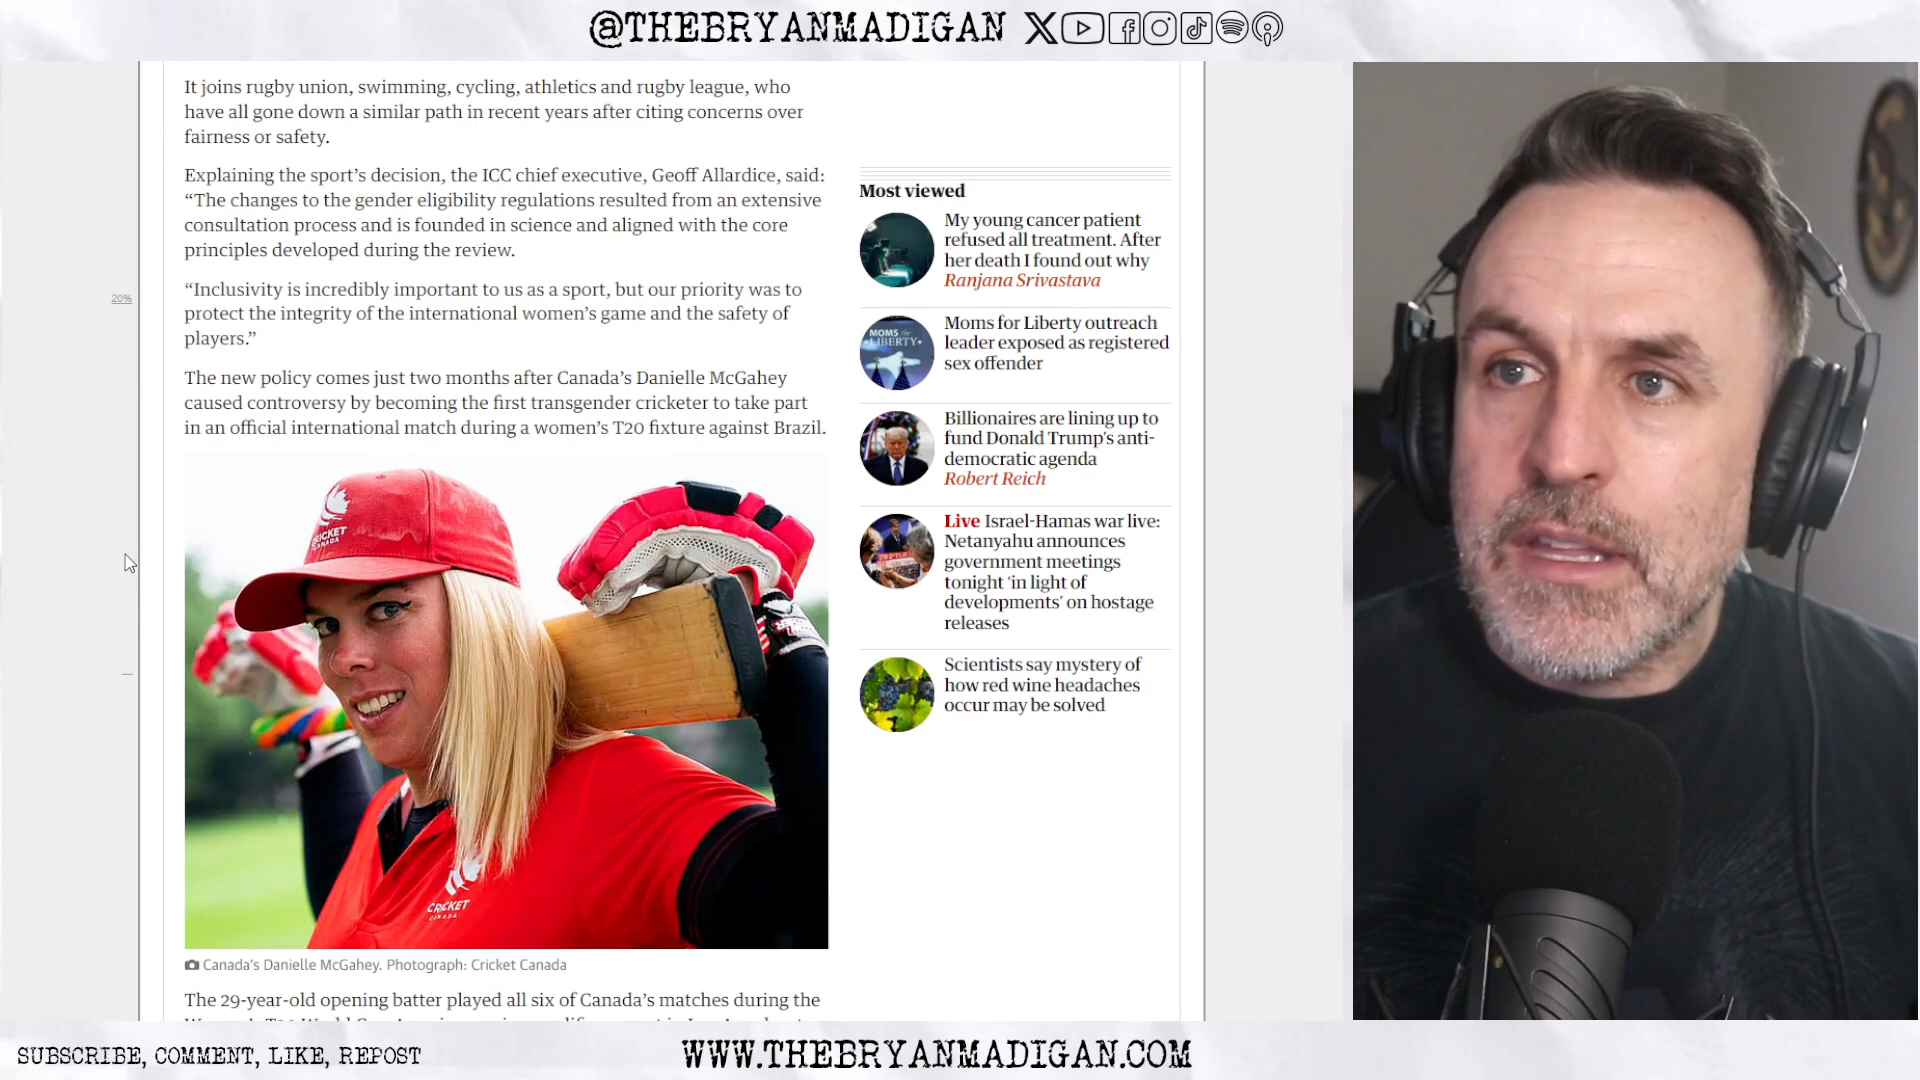 @THEBRYANMADIGAN
It joins rugby union, swimming, cycling, athletics and rugby league, who
have all gone down a similar path in recent years after citing concerns over
fairness or safety.
Explaining the sport’s decision, the ICC chief executive, Geoff Allardice, said:
“The changes to the gender eligibility regulations resulted from an extensive
consultation process and is founded in science and aligned with the core
principles developed during the review.
“Inclusivity is incredibly important to us as a sport, but our priority was to
protect the integrity of the international women’s game and the safety of
players.”
The new policy comes just two months after Canada’s Danielle McGahey
caused controversy by becoming the first transgender cricketer to take part
in an official international match during a women’s T20 fixture against Brazil.
20%
CRICKET
CANADA
CRICKET
CANADA
Canada’s Danielle McGahey. Photograph: Cricket Canada
The 29-year-old opening batter played all six of Canada’s matches during the
Most viewed
My young cancer patient
refused all treatment. After
her death I found out why
Ranjana Srivastava
MOMS for
LIBERTY
Moms for Liberty outreach
leader exposed as registered
sex offender
Billionaires are lining up to
fund Donald Trump’s anti-
democratic agenda
Robert Reich
Live Israel-Hamas war live:
Netanyahu announces
government meetings
tonight ‘in light of
developments’ on hostage
releases
Scientists say mystery of
how red wine headaches
occur may be solved
SUBSCRIBE, COMMENT, LIKE, REPOST
WWW.THEBRYANMADIGAN.COM